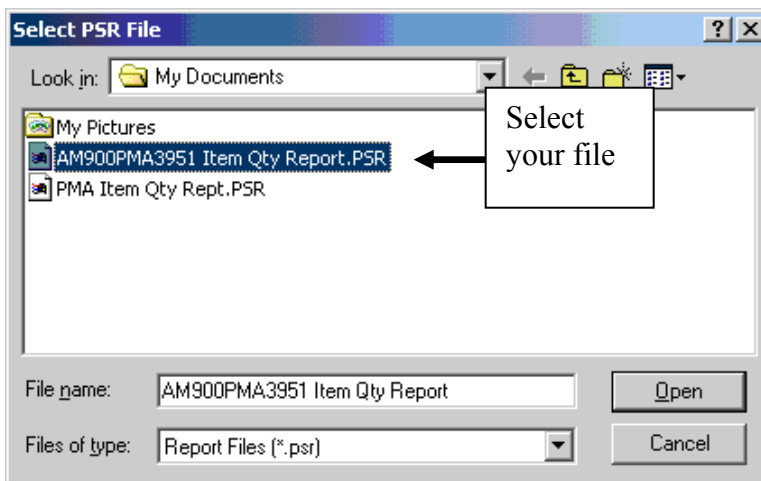 Select PSR File
Look in: My Documents
Select
your file
My Pictures
AM900PMA3951 Item Qty Report.PSR
PMA Item Qty Rept.PSR
File name: AM900PMA3951 Item Qty Report Open
Files of type: Report Files (*.psr) Cancel